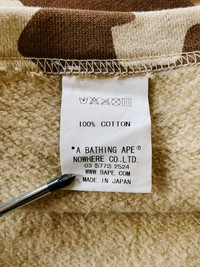 100% COTTON
*A BATHING APE®
NOWHERE CO.LTD.
03 (5772) 2524
WWW.BAPE.COM
MADE IN JAPAN